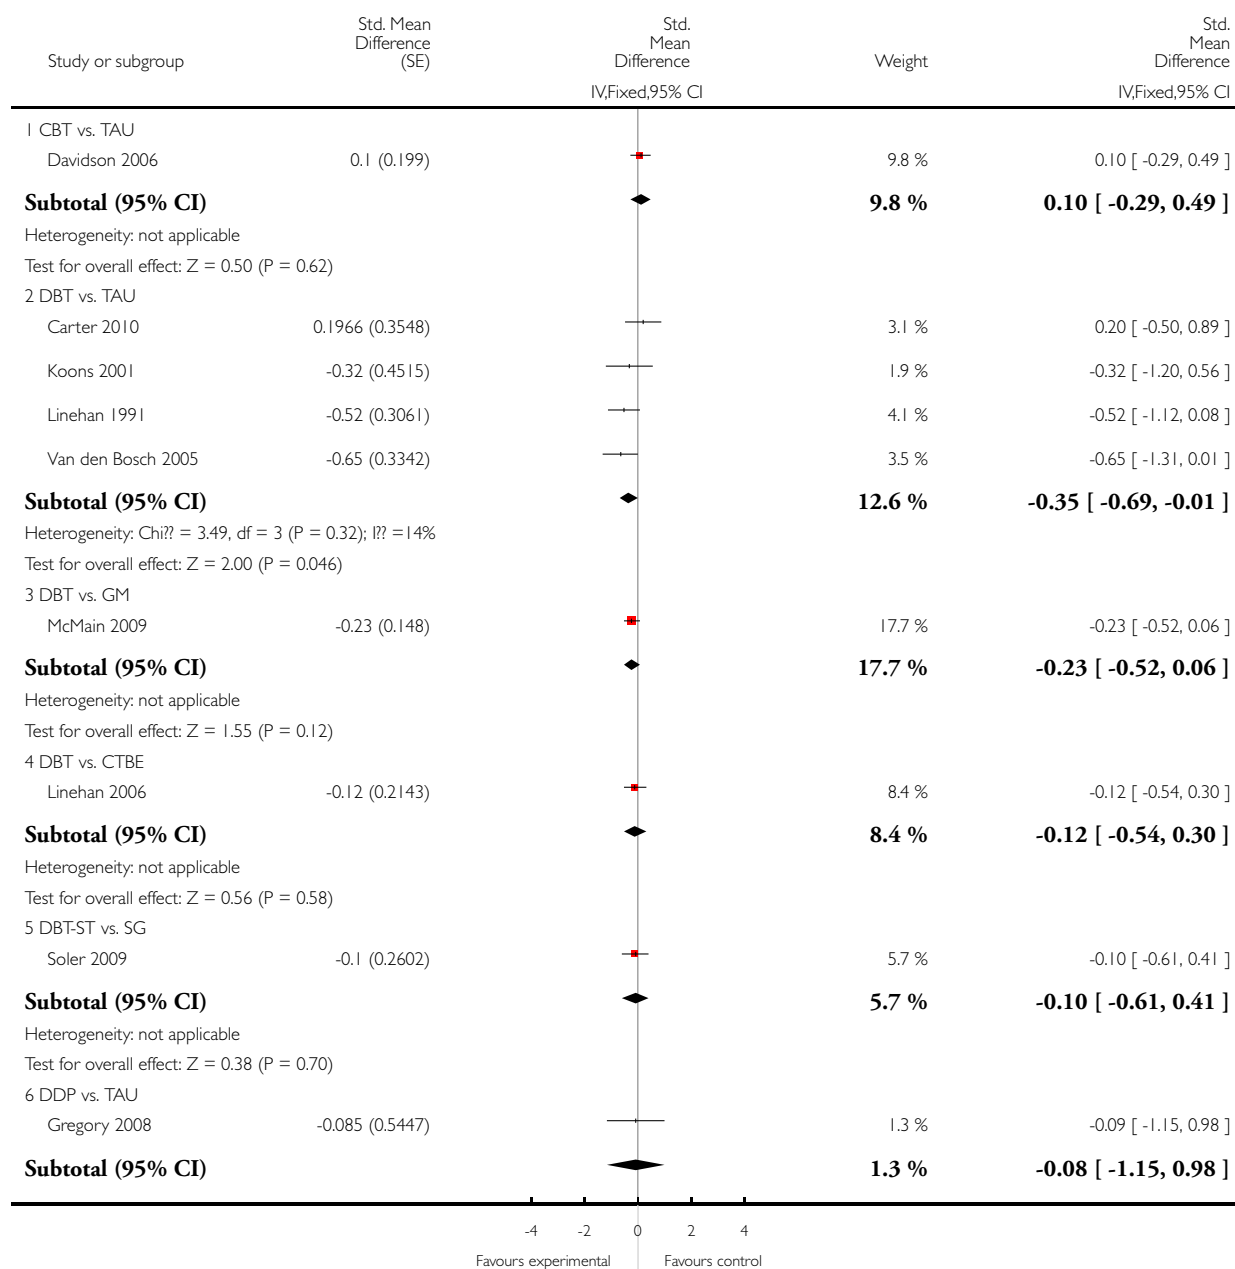 Study or subgroup Std. Mean Difference (SE) Std. Mean Difference Weight Std. Mean Difference
IV,Fixed,95% CI IV,Fixed,95% CI
1 CBT vs. TAU
Davidson 2006 0.1 (0.199) 9.8 % 0.10 [ -0.29, 0.49 ]
Subtotal (95% CI) 9.8 % 0.10 [ -0.29, 0.49 ]
Heterogeneity: not applicable
Test for overall effect: Z = 0.50 (P = 0.62)
2 DBT vs. TAU
Carter 2010 0.1966 (0.3548) 3.1 % 0.20 [ -0.50, 0.89 ]
Koons 2001 -0.32 (0.4515) 1.9 % -0.32 [ -1.20, 0.56 ]
Linehan 1991 -0.52 (0.3061) 4.1 % -0.52 [ -1.12, 0.08 ]
Van den Bosch 2005 -0.65 (0.3342) 3.5 % -0.65 [ -1.31, 0.01 ]
Subtotal (95% CI) 12.6 % -0.35 [ -0.69, -0.01 ]
Heterogeneity: Chi?? = 3.49, df = 3 (P = 0.32); I?? =14%
Test for overall effect: Z = 2.00 (P = 0.046)
3 DBT vs. GM
McMain 2009 -0.23 (0.148) 17.7 % -0.23 [ -0.52, 0.06 ]
Subtotal (95% CI) 17.7 % -0.23 [ -0.52, 0.06 ]
Heterogeneity: not applicable
Test for overall effect: Z = 1.55 (P = 0.12)
4 DBT vs. CTBE
Linehan 2006 -0.12 (0.2143) 8.4 % -0.12 [ -0.54, 0.30 ]
Subtotal (95% CI) 8.4 % -0.12 [ -0.54, 0.30 ]
Heterogeneity: not applicable
Test for overall effect: Z = 0.56 (P = 0.58)
5 DBT-ST vs. SG
Soler 2009 -0.1 (0.2602) 5.7 % -0.10 [ -0.61, 0.41 ]
Subtotal (95% CI) 5.7 % -0.10 [ -0.61, 0.41 ]
Heterogeneity: not applicable
Test for overall effect: Z = 0.38 (P = 0.70)
6 DDP vs. TAU
Gregory 2008 -0.085 (0.5447) 1.3 % -0.09 [ -1.15, 0.98 ]
Subtotal (95% CI) 1.3 % -0.08 [ -1.15, 0.98 ]
-4 -2 0 2 4
Favours experimental Favours control